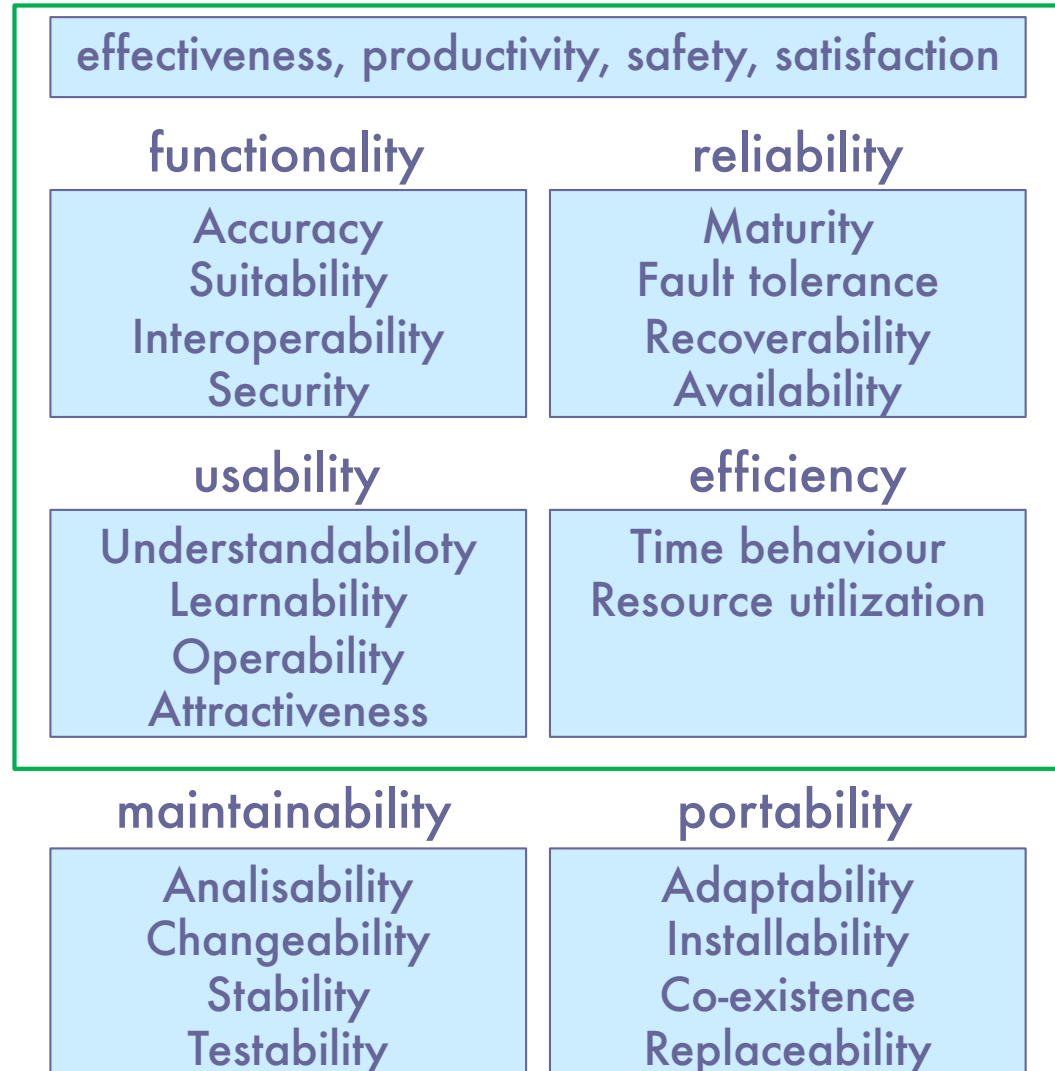 effectiveness, productivity, safety, satisfaction
functionality
Accuracy
Suitability
Interoperability
Security
reliability
Maturity
Fault tolerance
Recoverability
Availability
usability
Understandabiloty
Learnability
Operability
Attractiveness
efficiency
Time behaviour
Resource utilization
maintainability
Analisability
Changeability
Stability
Testability
portability
Adaptability
Installability
Co-existence
Replaceability